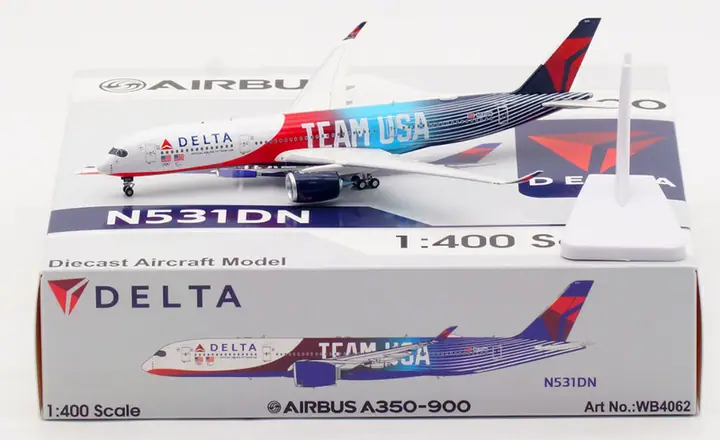 AIRBUS
DELTA
TEAM USA
DELTA
N531DN
1:400 S
Diecast Aircraft Model
DELTA
DELTA
TEAM USA
N531DN
1:400 Scale
AIRBUS A350-900
Art No.:WB4062